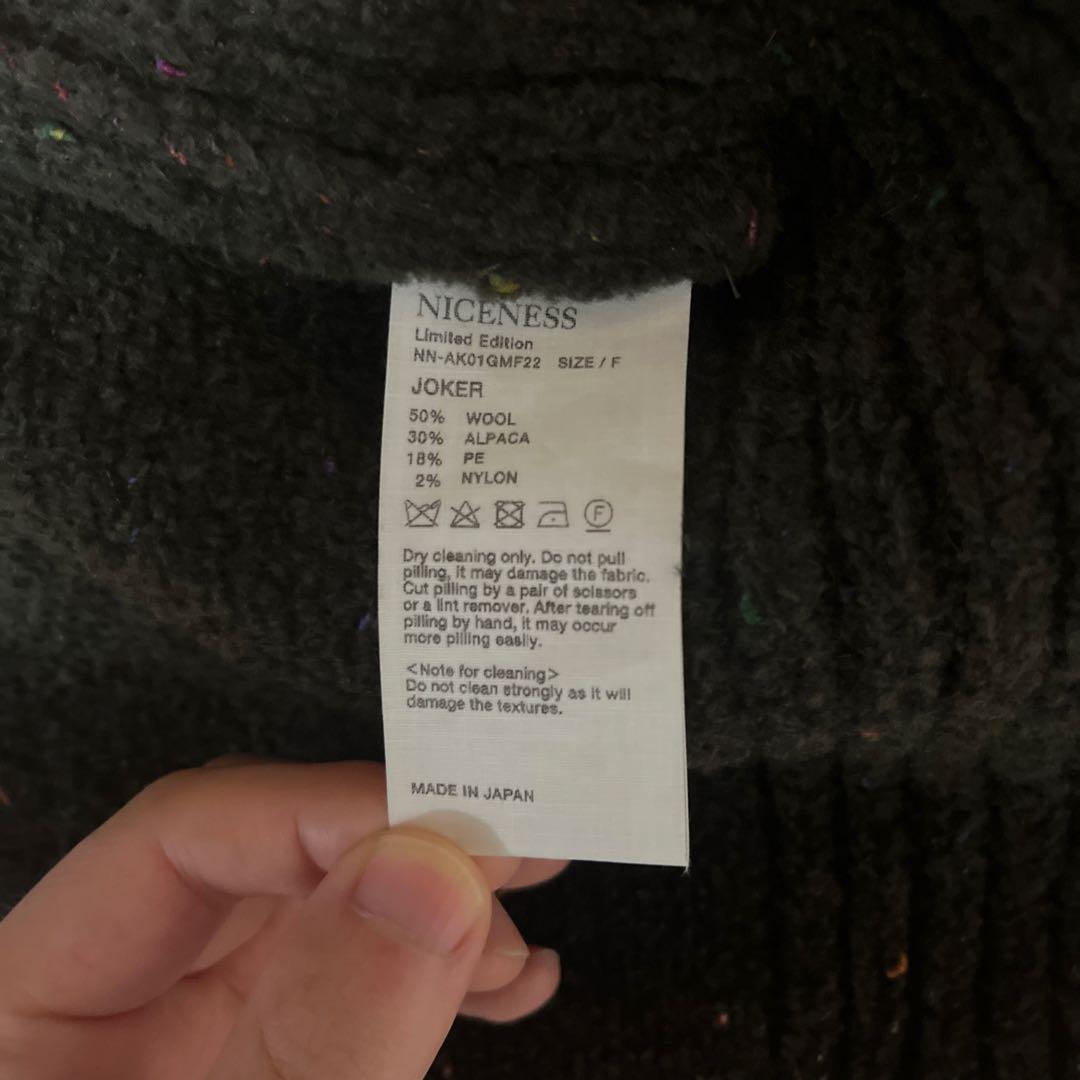 NICENESS
Limited Edition
NN-AK01GMF22 SIZE / F
JOKER
50% WOOL
30% ALPACA
18% PE
2% NYLON
F
Dry cleaning only. Do not pull
pilling, it may damage the fabric.
Cut pilling by a pair of scissors
or a lint remover. After tearing off
pilling by hand, it may occur
more pilling easily.
<Note for cleaning>
Do not clean strongly as it will
damage the textures.
MADE IN JAPAN